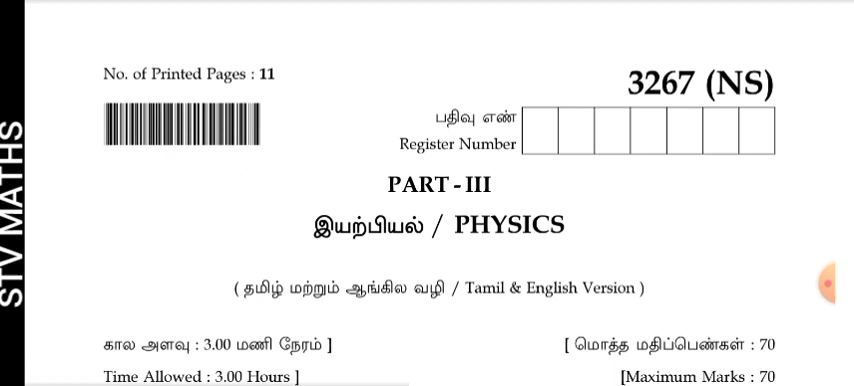 No. of Printed Pages : 11
3267 (NS)
பதிவு எண்
Register Number
PART - III
இயற்பியல் / PHYSICS
( தமிழ் மற்றும் ஆங்கில வழி / Tamil & English Version )
கால அளவு : 3.00 மணி நேரம் ]
[ மொத்த மதிப்பெண்கள் : 70
Time Allowed : 3.00 Hours ]
[Maximum Marks : 70
STV MATHS